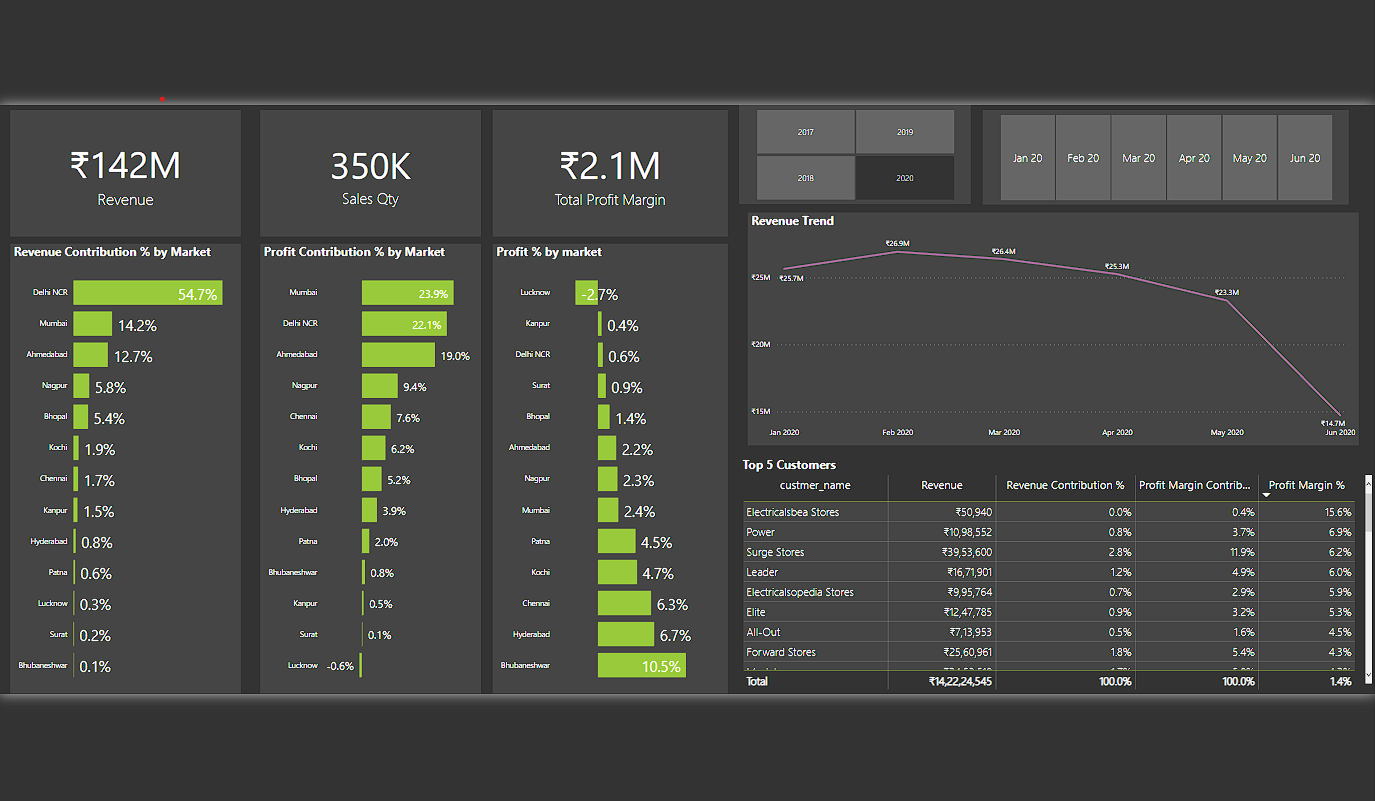 ₹142M
Revenue
350K
Sales Qty
₹2.1M
Total Profit Margin
2017
2019
2018
2020
Jan 20
Feb 20
Mar 20
Apr 20
May 20
Jun 20
Revenue Contribution % by Market
Delhi NCR 54.7%
Mumbai 14.2%
Ahmedabad 12.7%
Nagpur 5.8%
Bhopal 5.4%
Kochi 1.9%
Chennai 1.7%
Kanpur 1.5%
Hyderabad 0.8%
Patna 0.6%
Lucknow 0.3%
Surat 0.2%
Bhubaneshwar 0.1%
Profit Contribution % by Market
Mumbai 23.9%
Delhi NCR 22.1%
Ahmedabad 19.0%
Nagpur 9.4%
Chennai 7.6%
Kochi 6.2%
Bhopal 5.2%
Hyderabad 3.9%
Patna 2.0%
Bhubaneshwar 0.8%
Kanpur 0.5%
Surat 0.1%
Lucknow -0.6%
Profit % by market
Lucknow -2.7%
Kanpur 0.4%
Delhi NCR 0.6%
Surat 0.9%
Bhopal 1.4%
Ahmedabad 2.2%
Nagpur 2.3%
Mumbai 2.4%
Patna 4.5%
Kochi 4.7%
Chennai 6.3%
Hyderabad 6.7%
Bhubaneshwar 10.5%
Revenue Trend
₹26.9M
₹26.4M
₹25.3M
₹25M
₹25.7M
₹23.3M
₹20M
₹15M
₹14.7M
Jan 2020 Feb 2020 Mar 2020 Apr 2020 May 2020 Jun 2020
Top 5 Customers
custmer_name Revenue Revenue Contribution % Profit Margin Contrib... Profit Margin %
Electricalsbea Stores ₹50,940 0.0% 0.4% 15.6%
Power ₹10,98,552 0.8% 3.7% 6.9%
Surge Stores ₹39,53,600 2.8% 11.9% 6.2%
Leader ₹16,71,901 1.2% 4.9% 6.0%
Electricalsopedia Stores ₹9,95,764 0.7% 2.9% 5.9%
Elite ₹12,47,785 0.9% 3.2% 5.3%
All-Out ₹7,13,953 0.5% 1.6% 4.5%
Forward Stores ₹25,60,961 1.8% 5.4% 4.3%
Total ₹14,22,24,545 100.0% 100.0% 1.4%